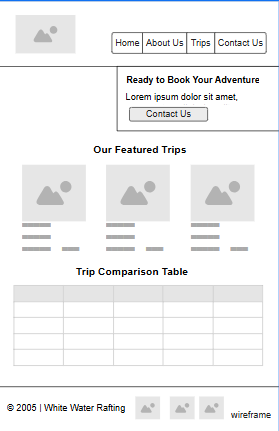 Home About Us Trips Contact Us
Ready to Book Your Adventure
Lorem ipsum dolor sit amet,
Contact Us
Our Featured Trips
Trip Comparison Table
© 2005 | White Water Rafting
wireframe